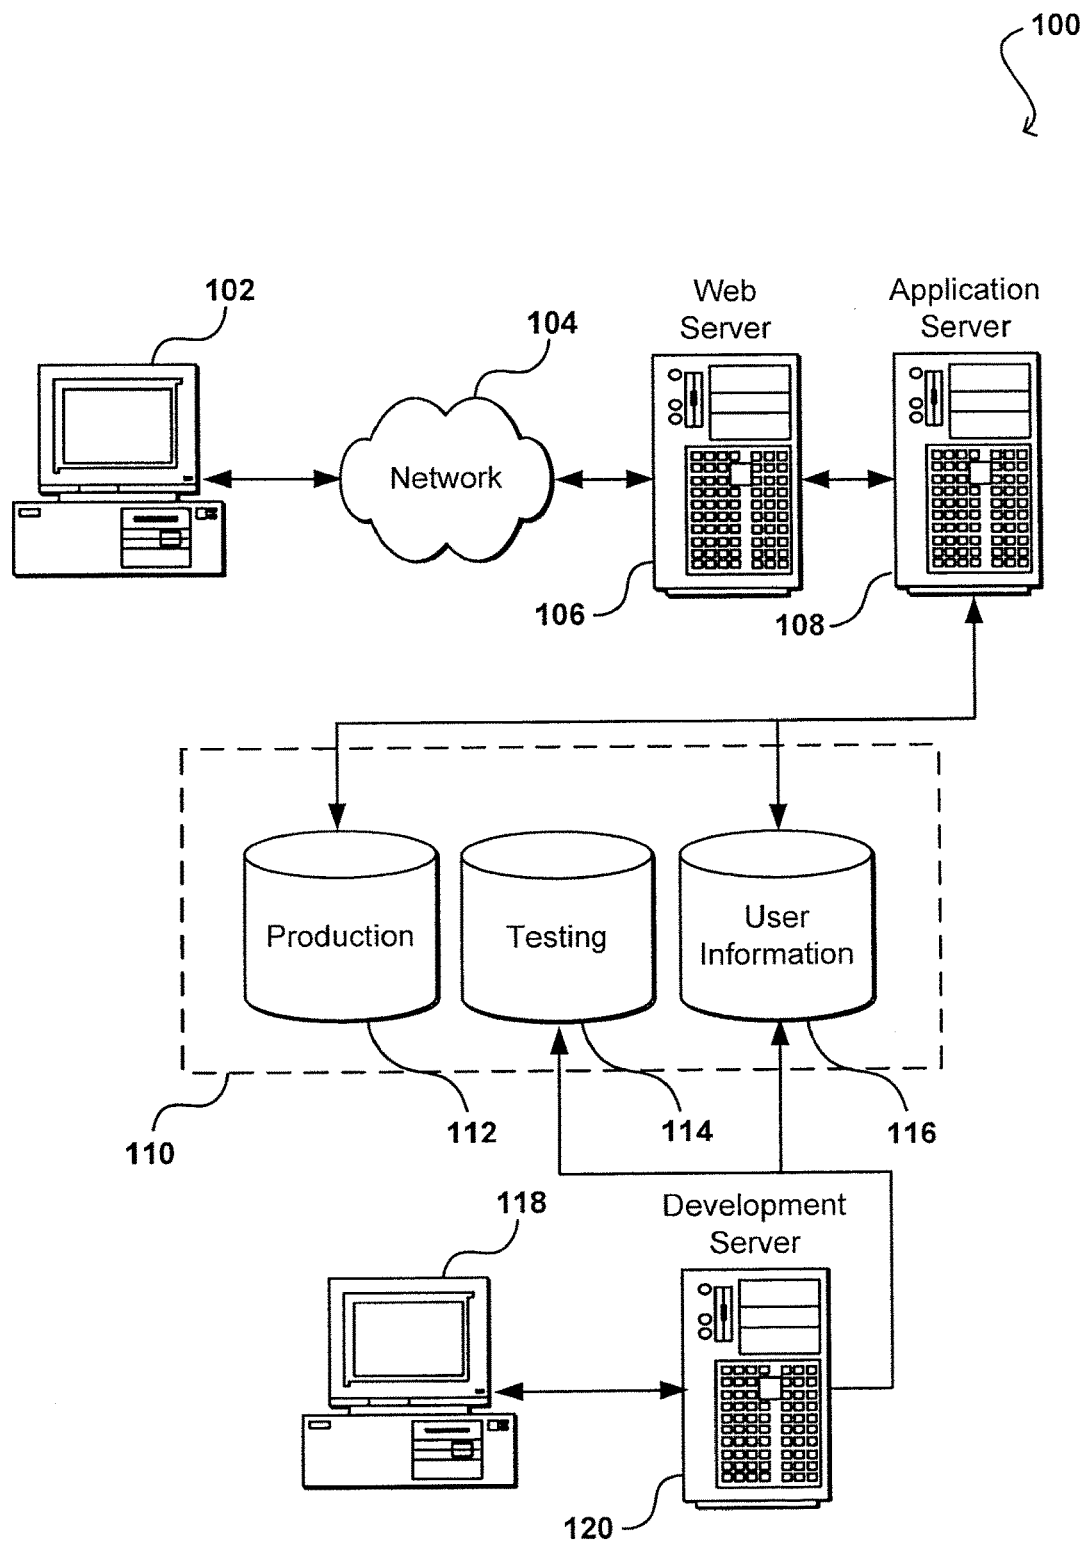 100
102
104
Web
Server
Application
Server
Network
106
108
Production
Testing
User
Information
110
112
114
116
118
Development
Server
120